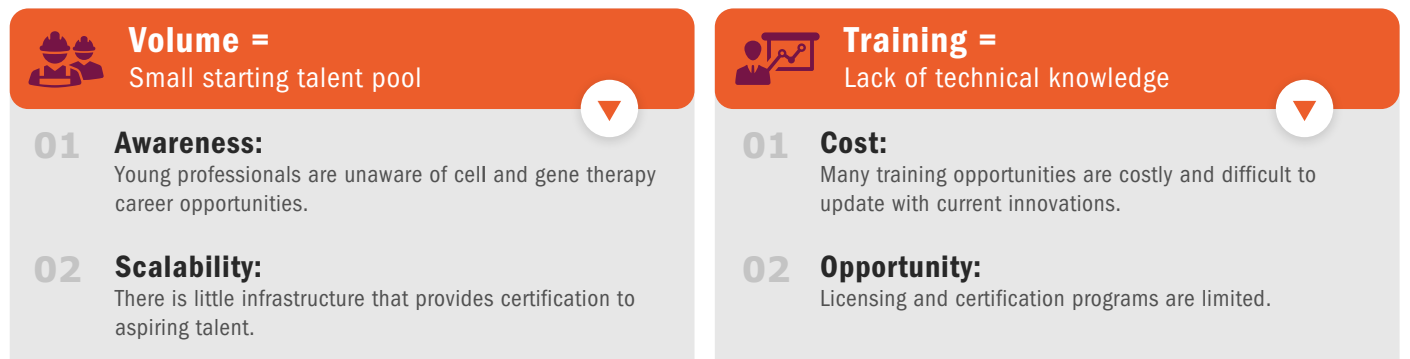 Volume =
Small starting talent pool
01
Awareness:
Young professionals are unaware of cell and gene therapy
career opportunities.
02
Scalability:
There is little infrastructure that provides certification to
aspiring talent.
Training =
Lack of technical knowledge
01
Cost:
Many training opportunities are costly and difficult to
update with current innovations.
02
Opportunity:
Licensing and certification programs are limited.